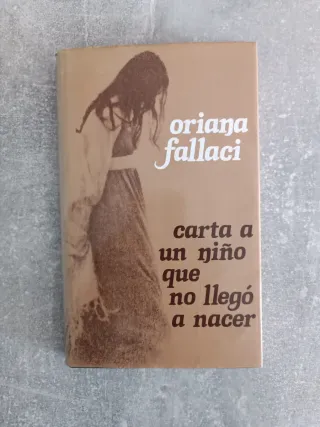 oriana
fallaci
carta a
un niño
que
no llegó
a nacer